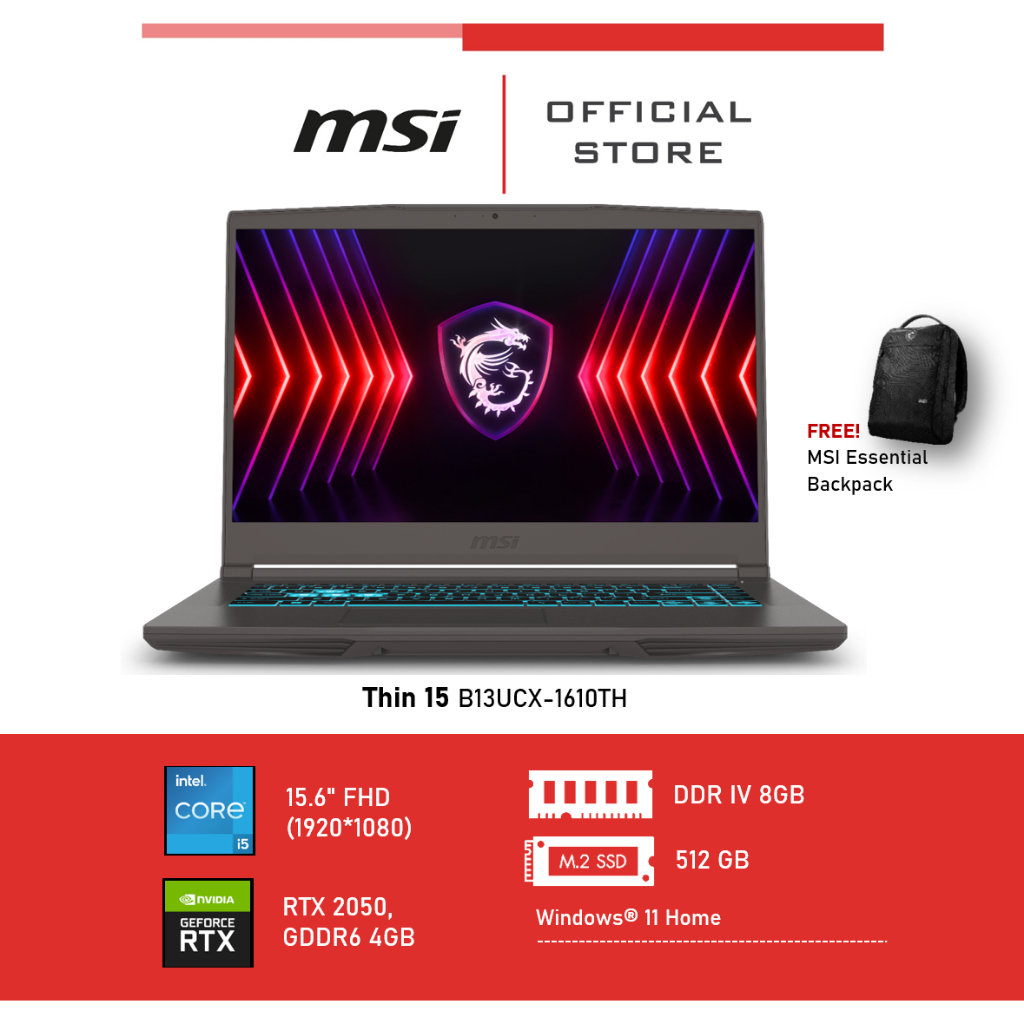 msi
OFFICIAL
STORE
FREE!
MSI Essential
Backpack
msi
Thin 15 B13UCX-1610TH
intel.
CORE
i5
15.6" FHD
(1920*1080)
DDR IV 8GB
M.2 SSD
512 GB
NVIDIA
GEFORCE
RTX
RTX 2050,
GDDR6 4GB
Windows® 11 Home